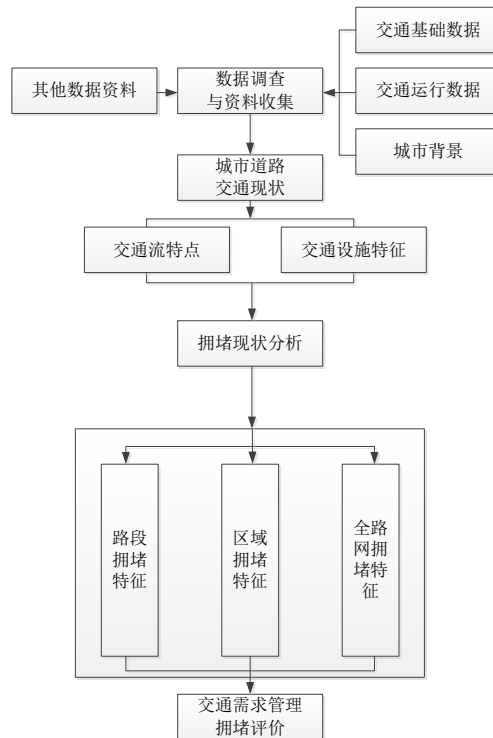 交通基础数据
其他数据资料
数据调查
与资料收集
交通运行数据
城市背景
城市道路
交通现状
交通流特点
交通设施特征
拥堵现状分析
路段
拥堵
特征
区域
拥堵
特征
全路
网拥
堵特
征
交通需求管理
拥堵评价